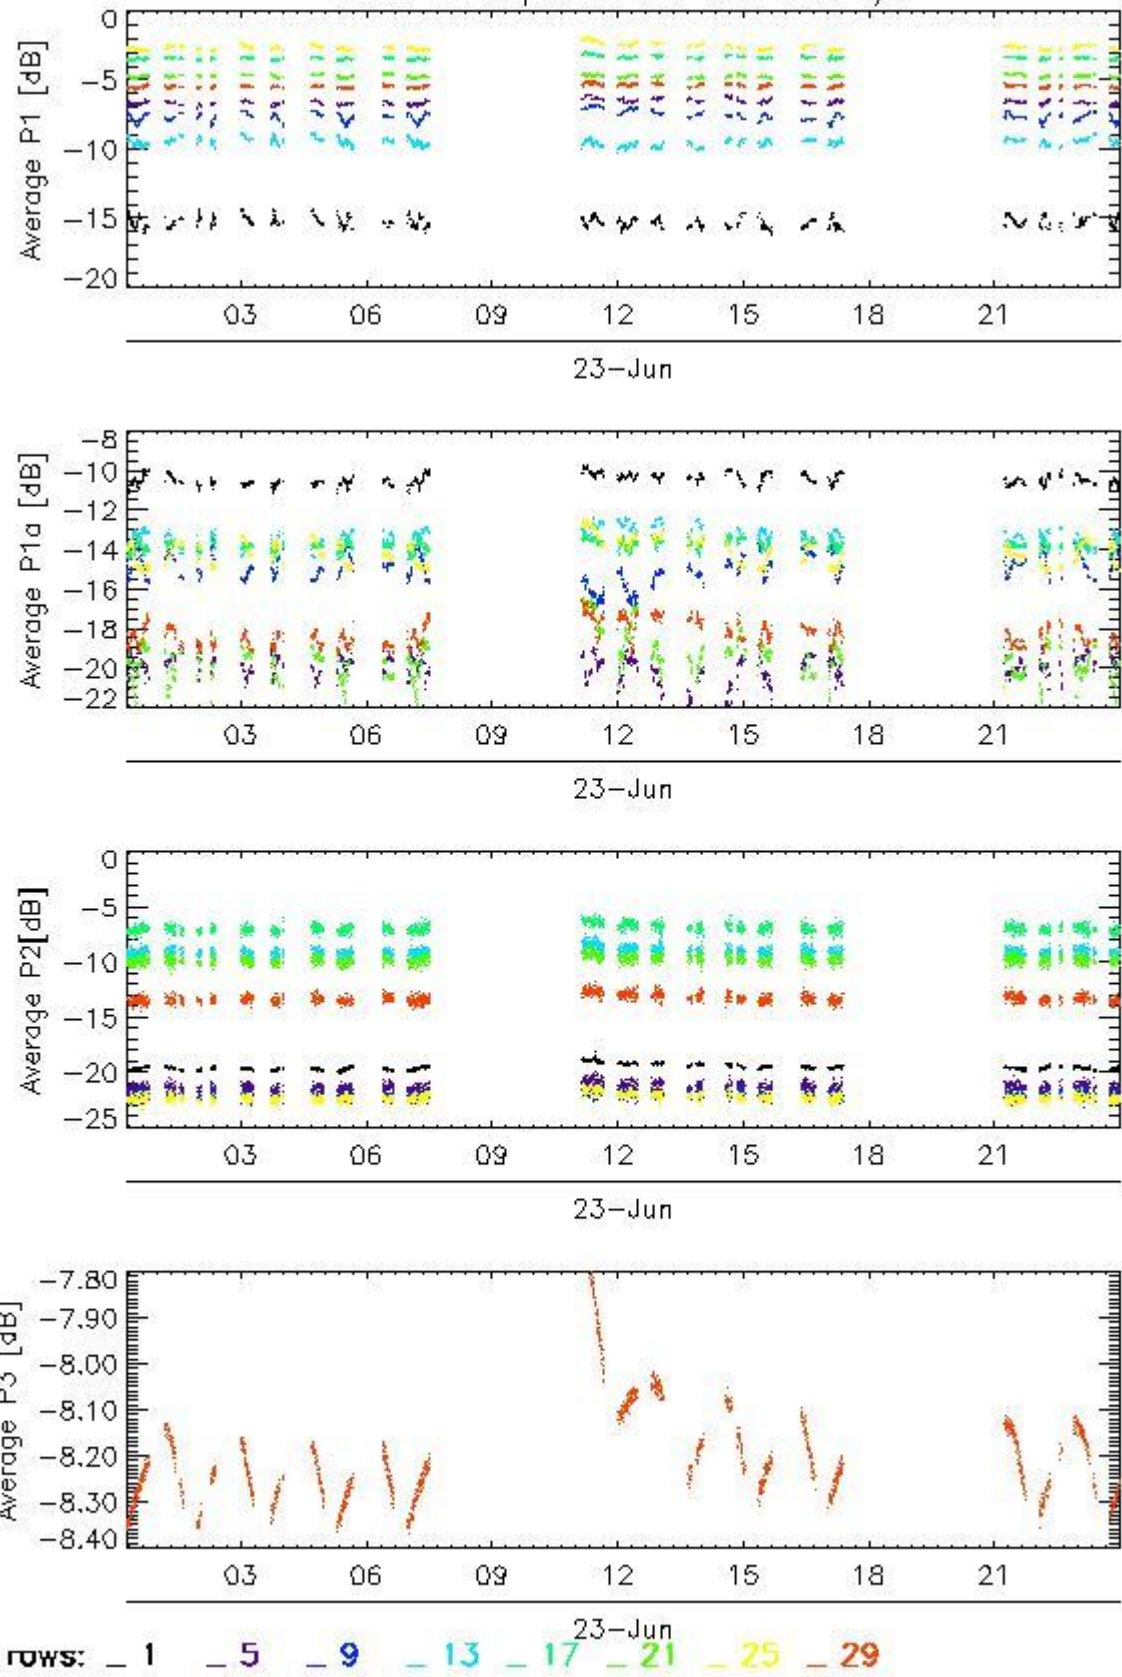 Average P1 [dB]
0
−5
−10
−15
−20
03 06 09 12 15 18 21
23−Jun
Average P1a [dB]
−8
−10
−12
−14
−16
−18
−20
−22
03 06 09 12 15 18 21
23−Jun
Average P2[dB]
0
−5
−10
−15
−20
−25
03 06 09 12 15 18 21
23−Jun
Average P3 [dB]
−7.80
−7.90
−8.00
−8.10
−8.20
−8.30
−8.40
03 06 09 12 15 18 21
23−Jun
rows: _ 1 _ 5 _ 9 _ 13 _ 17 _ 21 _ 25 _ 29